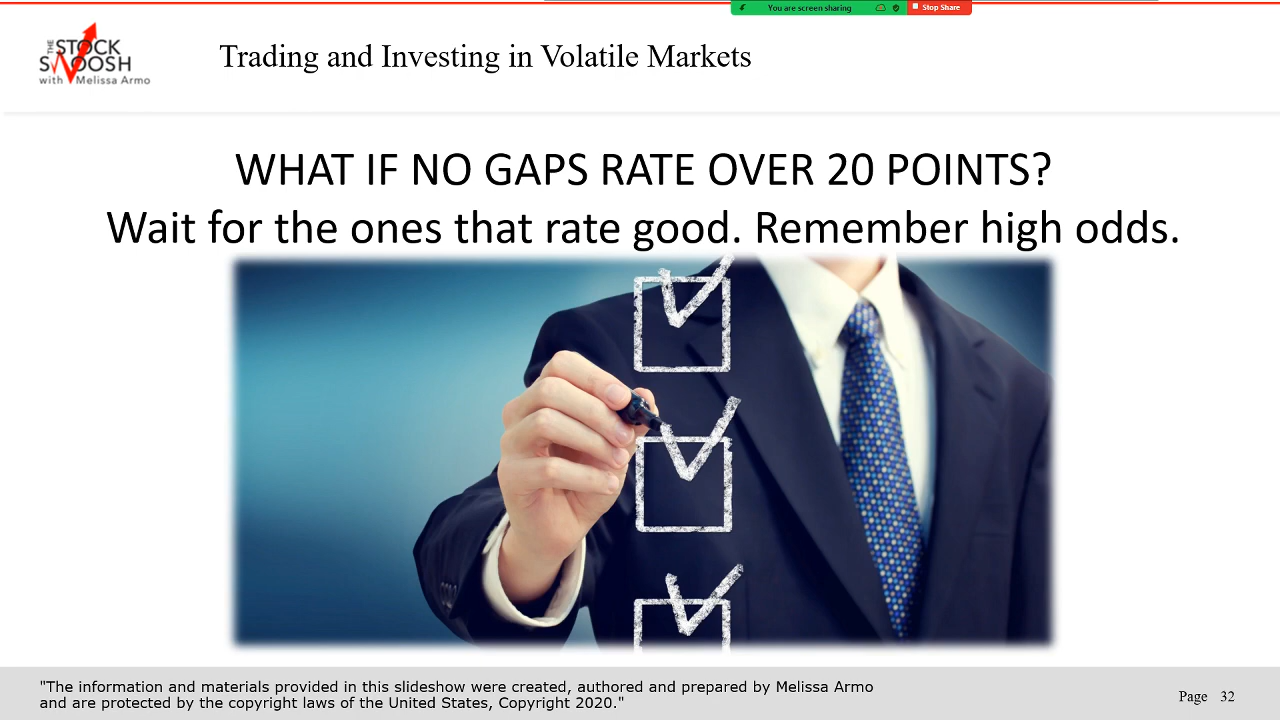 You are screen sharing
Stop Share
THE
STOCK
SWOOSH
with Melissa Armo
Trading and Investing in Volatile Markets
WHAT IF NO GAPS RATE OVER 20 POINTS?
Wait for the ones that rate good. Remember high odds.
"The information and materials provided in this slideshow were created, authored and prepared by Melissa Armo
and are protected by the copyright laws of the United States, Copyright 2020."
Page 32